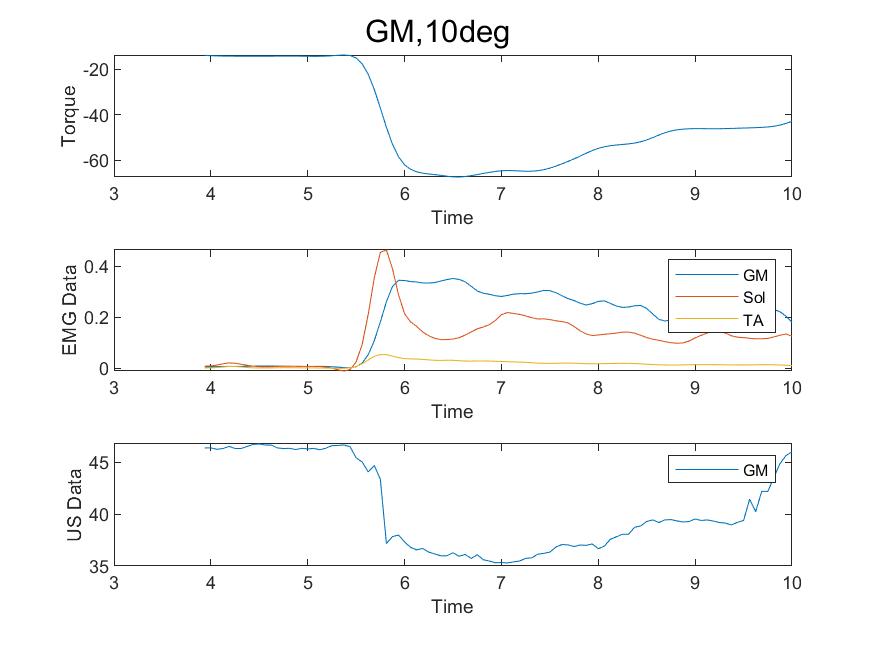 GM,10deg
-20
-40
-60
Torque
3 4 5 6 7 8 9 10
Time
0.4
0.2
0
EMG Data
GM
Sol
TA
3 4 5 6 7 8 9 10
Time
45
40
35
US Data
GM
3 4 5 6 7 8 9 10
Time